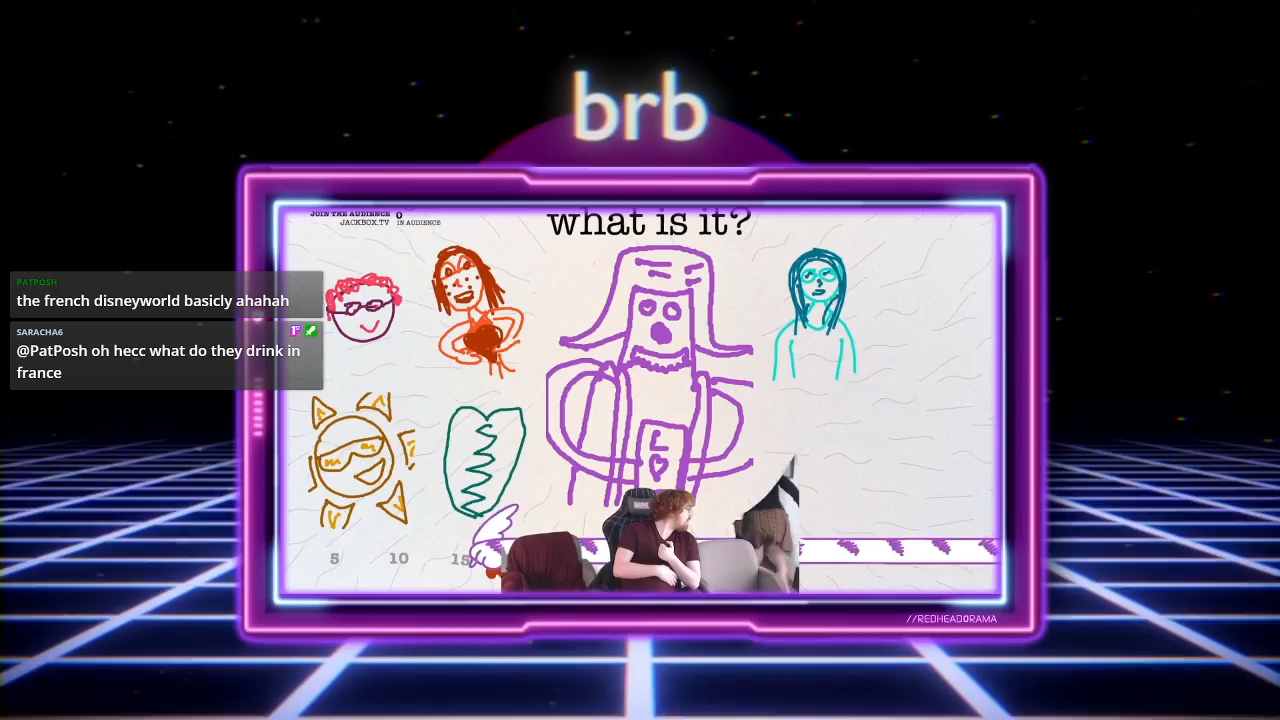 brb
JOIN THE AUDIENCE 0
JACKBOX.TV IN AUDIENCE
what is it?
PATPOSH
the french disneyworld basicly ahahah
SARACHA6
@PatPosh oh hecc what do they drink in
france
L
5 10 15
MARVEL
//REDHEADORAMA